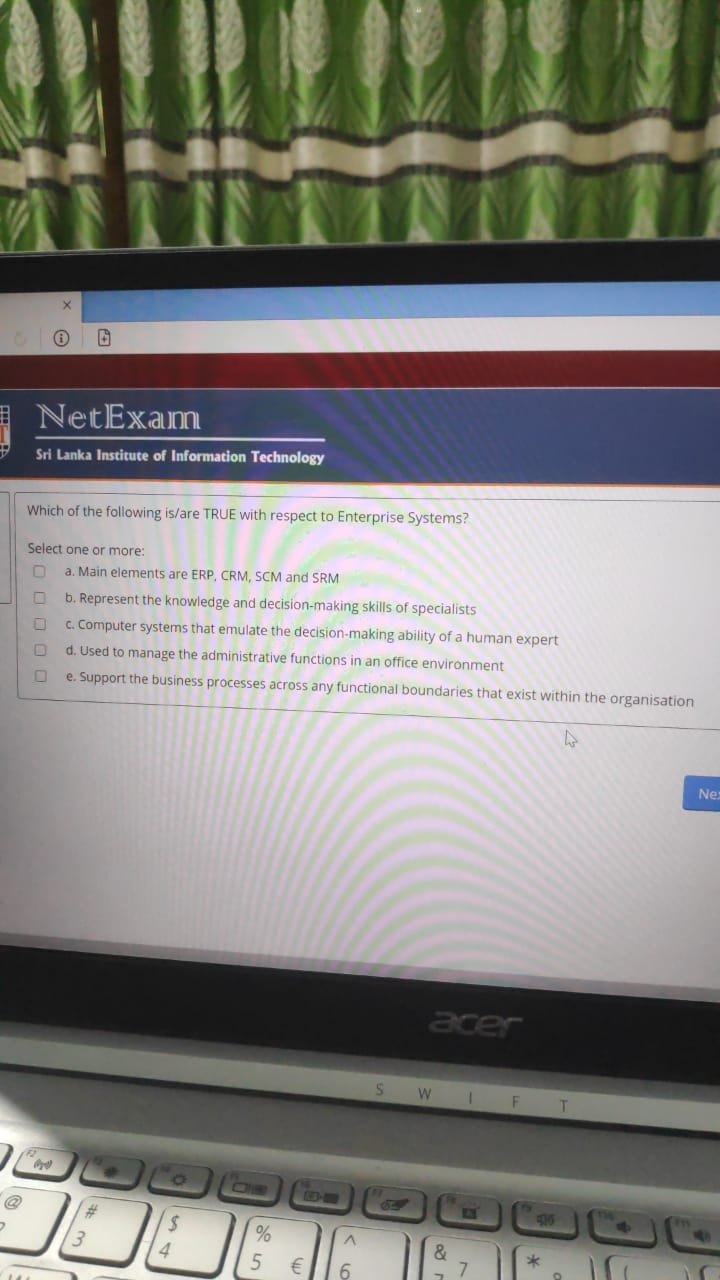 NetExam
Sri Lanka Institute of Information Technology
Which of the following is/are TRUE with respect to Enterprise Systems?
Select one or more:
a. Main elements are ERP, CRM, SCM and SRM
b. Represent the knowledge and decision-making skills of specialists
c. Computer systems that emulate the decision-making ability of a human expert
d. Used to manage the administrative functions in an office environment
e. Support the business processes across any functional boundaries that exist within the organisation
acer
SWIFT
F2
@
#
3
$
4
%
5 €
^
6
&
7
*